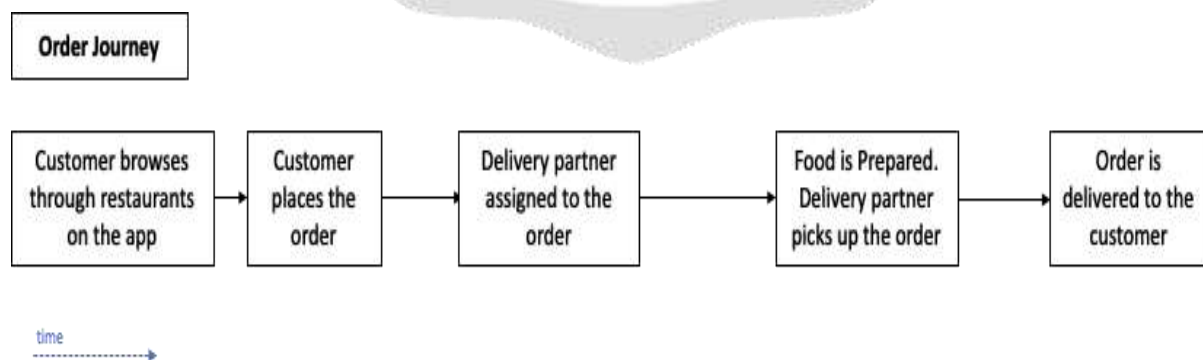 Order Journey
Customer browses
through restaurants
on the app
Customer
places the
order
Delivery partner
assigned to the
order
Food is Prepared.
Delivery partner
picks up the order
Order is
delivered to the
customer
time